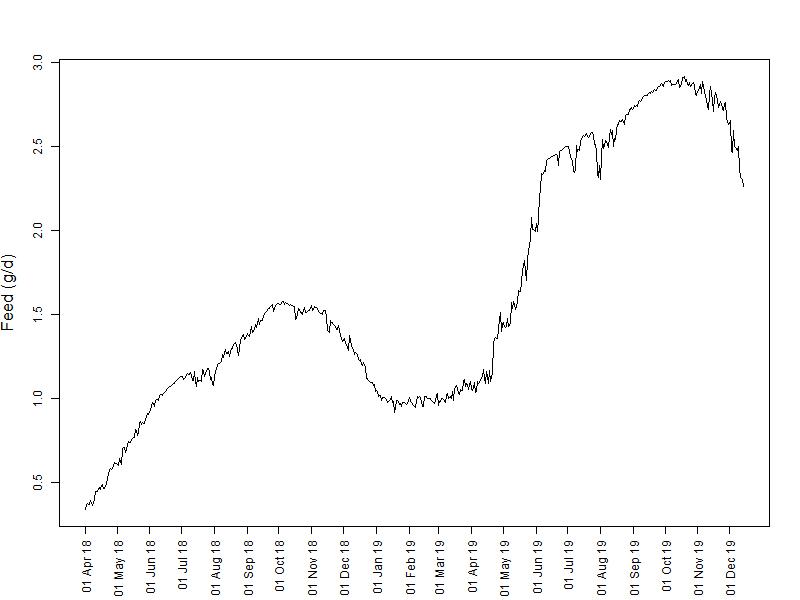 Feed (g/d)
3.0
2.5
2.0
1.5
1.0
0.5
01 Apr 18
01 May 18
01 Jun 18
01 Jul 18
01 Aug 18
01 Sep 18
01 Oct 18
01 Nov 18
01 Dec 18
01 Jan 19
01 Feb 19
01 Mar 19
01 Apr 19
01 May 19
01 Jun 19
01 Jul 19
01 Aug 19
01 Sep 19
01 Oct 19
01 Nov 19
01 Dec 19